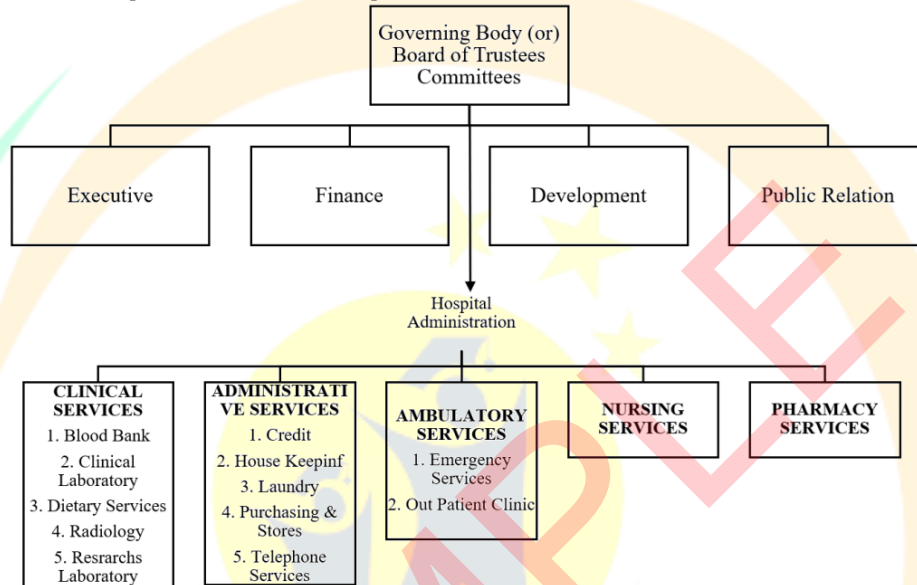 Governing Body (or)
Board of Trustees
Committees
Executive
Finance
Development
Public Relation
Hospital
Administration
CLINICAL
SERVICES
1. Blood Bank
2. Clinical
Laboratory
3. Dietary Services
4. Radiology
5. Resrarchs
Laboratory
ADMINISTRATI
VE SERVICES
1. Credit
2. House Keepinf
3. Laundry
4. Purchasing &
Stores
5. Telephone
Services
AMBULATORY
SERVICES
1. Emergency
Services
2. Out Patient Clinic
NURSING
SERVICES
PHARMACY
SERVICES